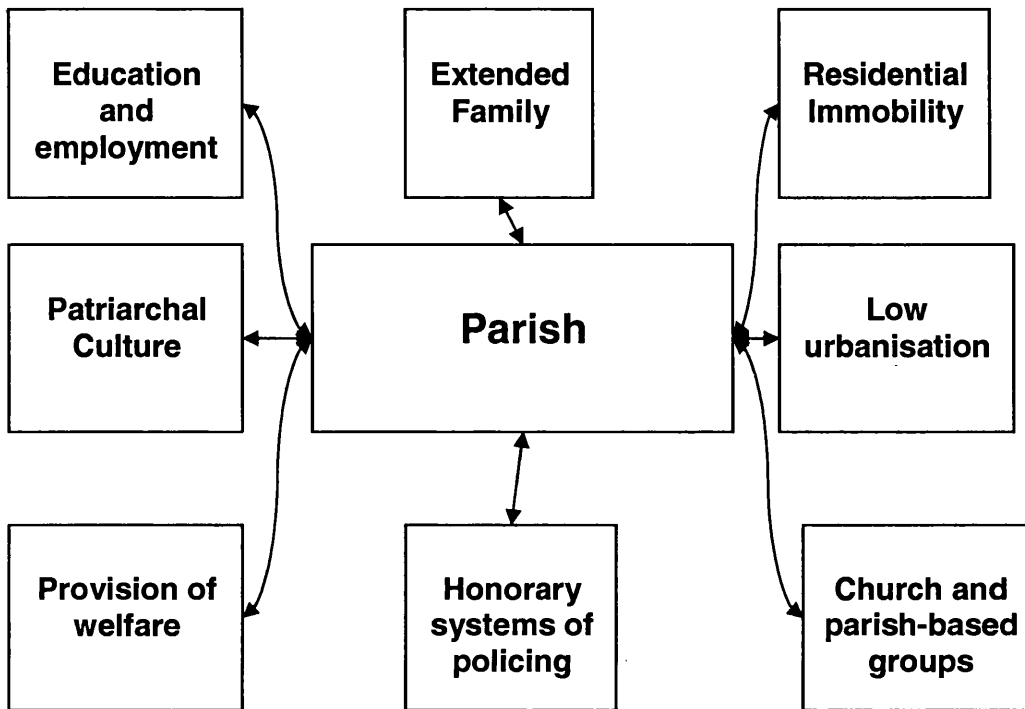 Education
and
employment
Extended
Family
Residential
Immobility
Patriarchal
Culture
Parish
Low
urbanisation
Provision of
welfare
Honorary
systems of
policing
Church and
parish-based
groups